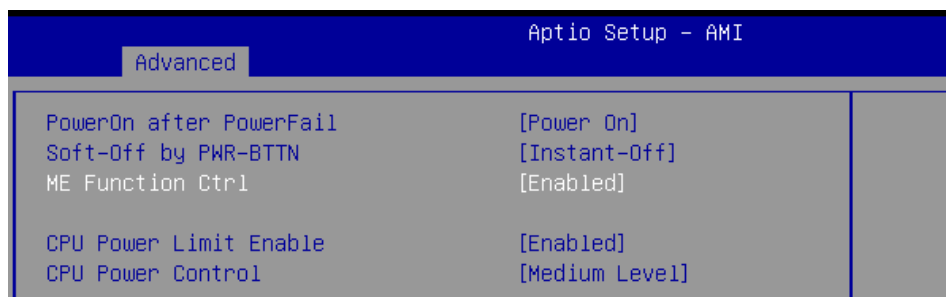 Aptio Setup – AMI
Advanced
PowerOn after PowerFail [Power On]
Soft-Off by PWR-BTTN [Instant-Off]
ME Function Ctrl [Enabled]
CPU Power Limit Enable [Enabled]
CPU Power Control [Medium Level]